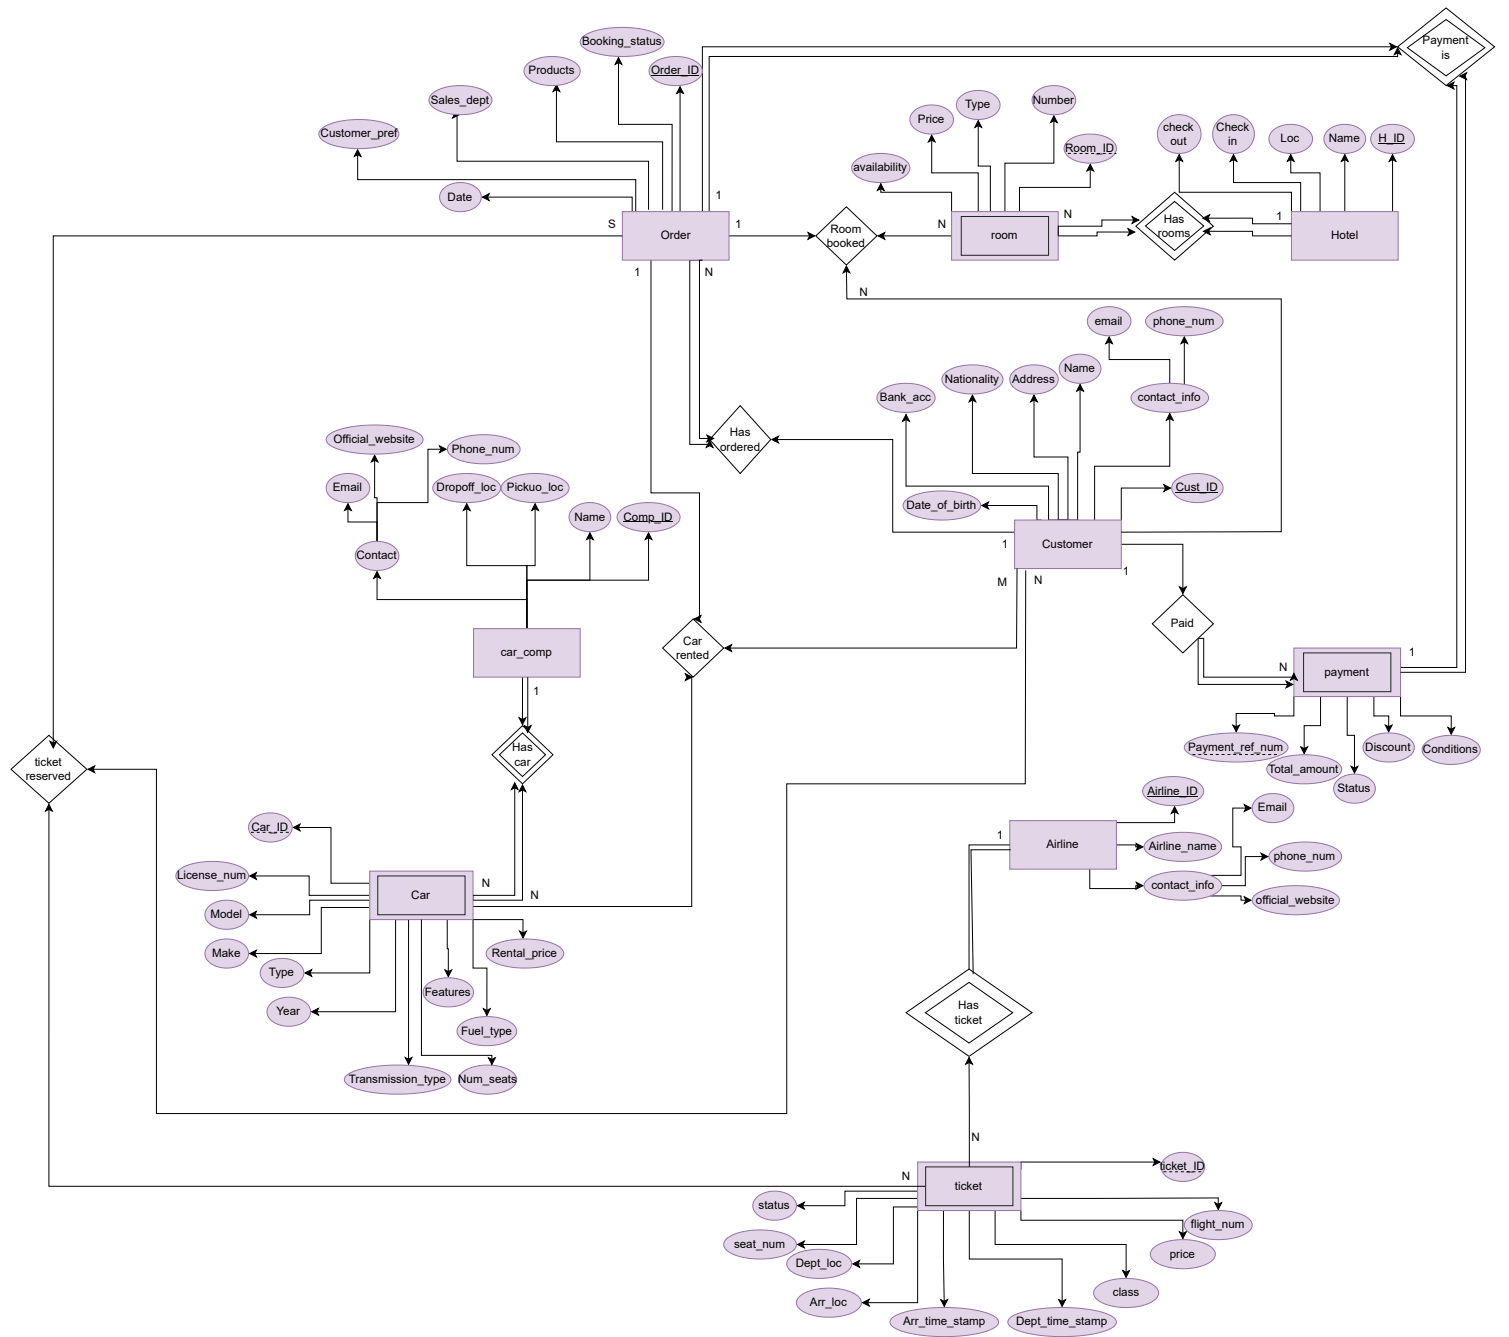 Payment
is
Booking_status
Products
Order_ID
Sales_dept
Customer_pref
Date
S
Order
1
1
1
N
Price
Type
Number
Room_ID
availability
N
room
N
Room
booked
N
Has
rooms
check
out
Check
in
Loc
Name
H_ID
1
Hotel
email
phone_num
contact_info
Name
Address
Nationality
Bank_acc
Date_of_birth
Cust_ID
Customer
1
M
N
1
Has
ordered
Official_website
Phone_num
Email
Dropoff_loc
Pickuo_loc
Name
Comp_ID
Contact
car_comp
1
Car
rented
Paid
N
payment
1
Payment_ref_num
Total_amount
Status
Discount
Conditions
ticket
reserved
Has
car
Car_ID
License_num
Model
Make
Type
Year
Car
N
N
Rental_price
Features
Fuel_type
Transmission_type
Num_seats
Airline_ID
Airline_name
contact_info
Email
phone_num
official_website
1
Airline
Has
ticket
N
N
ticket
ticket_ID
status
seat_num
Dept_loc
Arr_loc
Arr_time_stamp
Dept_time_stamp
class
price
flight_num